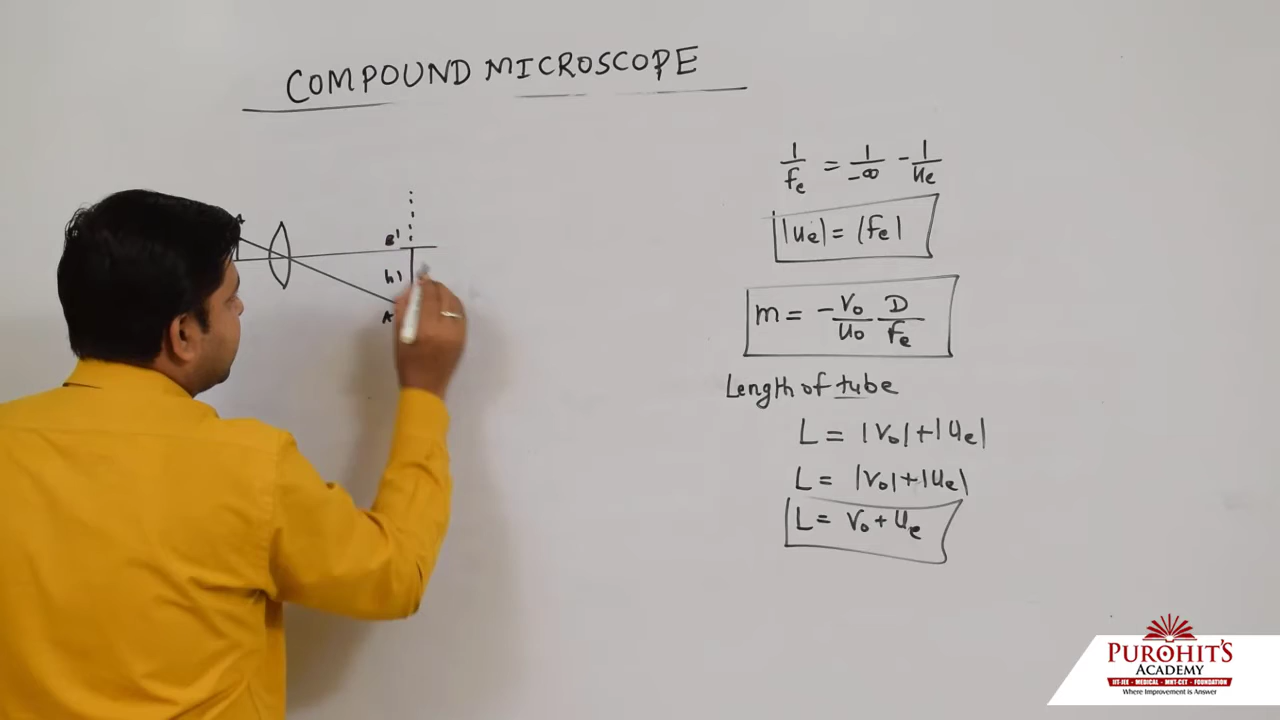 COMPOUND MICROSCOPE
1/fe = 1/-∞ - 1/ue
|ue| = |fe|
m = - vo/uo D/fe
Length of tube
L = |vo| + |ue|
L = |vo| + |ue|
L = vo + ue
A
B'
h'
A
PUROHIT'S
ACADEMY
IIT-JEE - MEDICAL - MHT-CET - FOUNDATION
Where Improvement is Answer